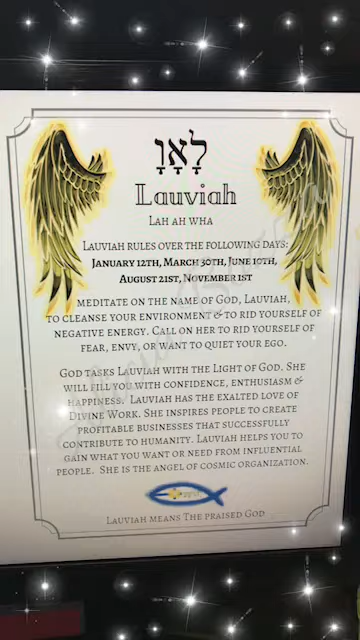 לָאָוָ
Lauviah
Lah ah wha
Lauviah rules over the following days:
January 12th, March 30th, June 10th,
August 21st, November 1st
Meditate on the name of God, Lauviah,
to cleanse your environment & to rid yourself of
negative energy. Call on her to rid yourself of
fear, envy, or want to quiet your ego.
God tasks Lauviah with the Light of God. She
will fill you with confidence, enthusiasm &
happiness. Lauviah has the exalted love of
Divine Work. She inspires people to create
profitable businesses that successfully
contribute to humanity. Lauviah helps you to
gain what you want or need from influential
people. She is the angel of cosmic organization.
Lauviah means The praised God